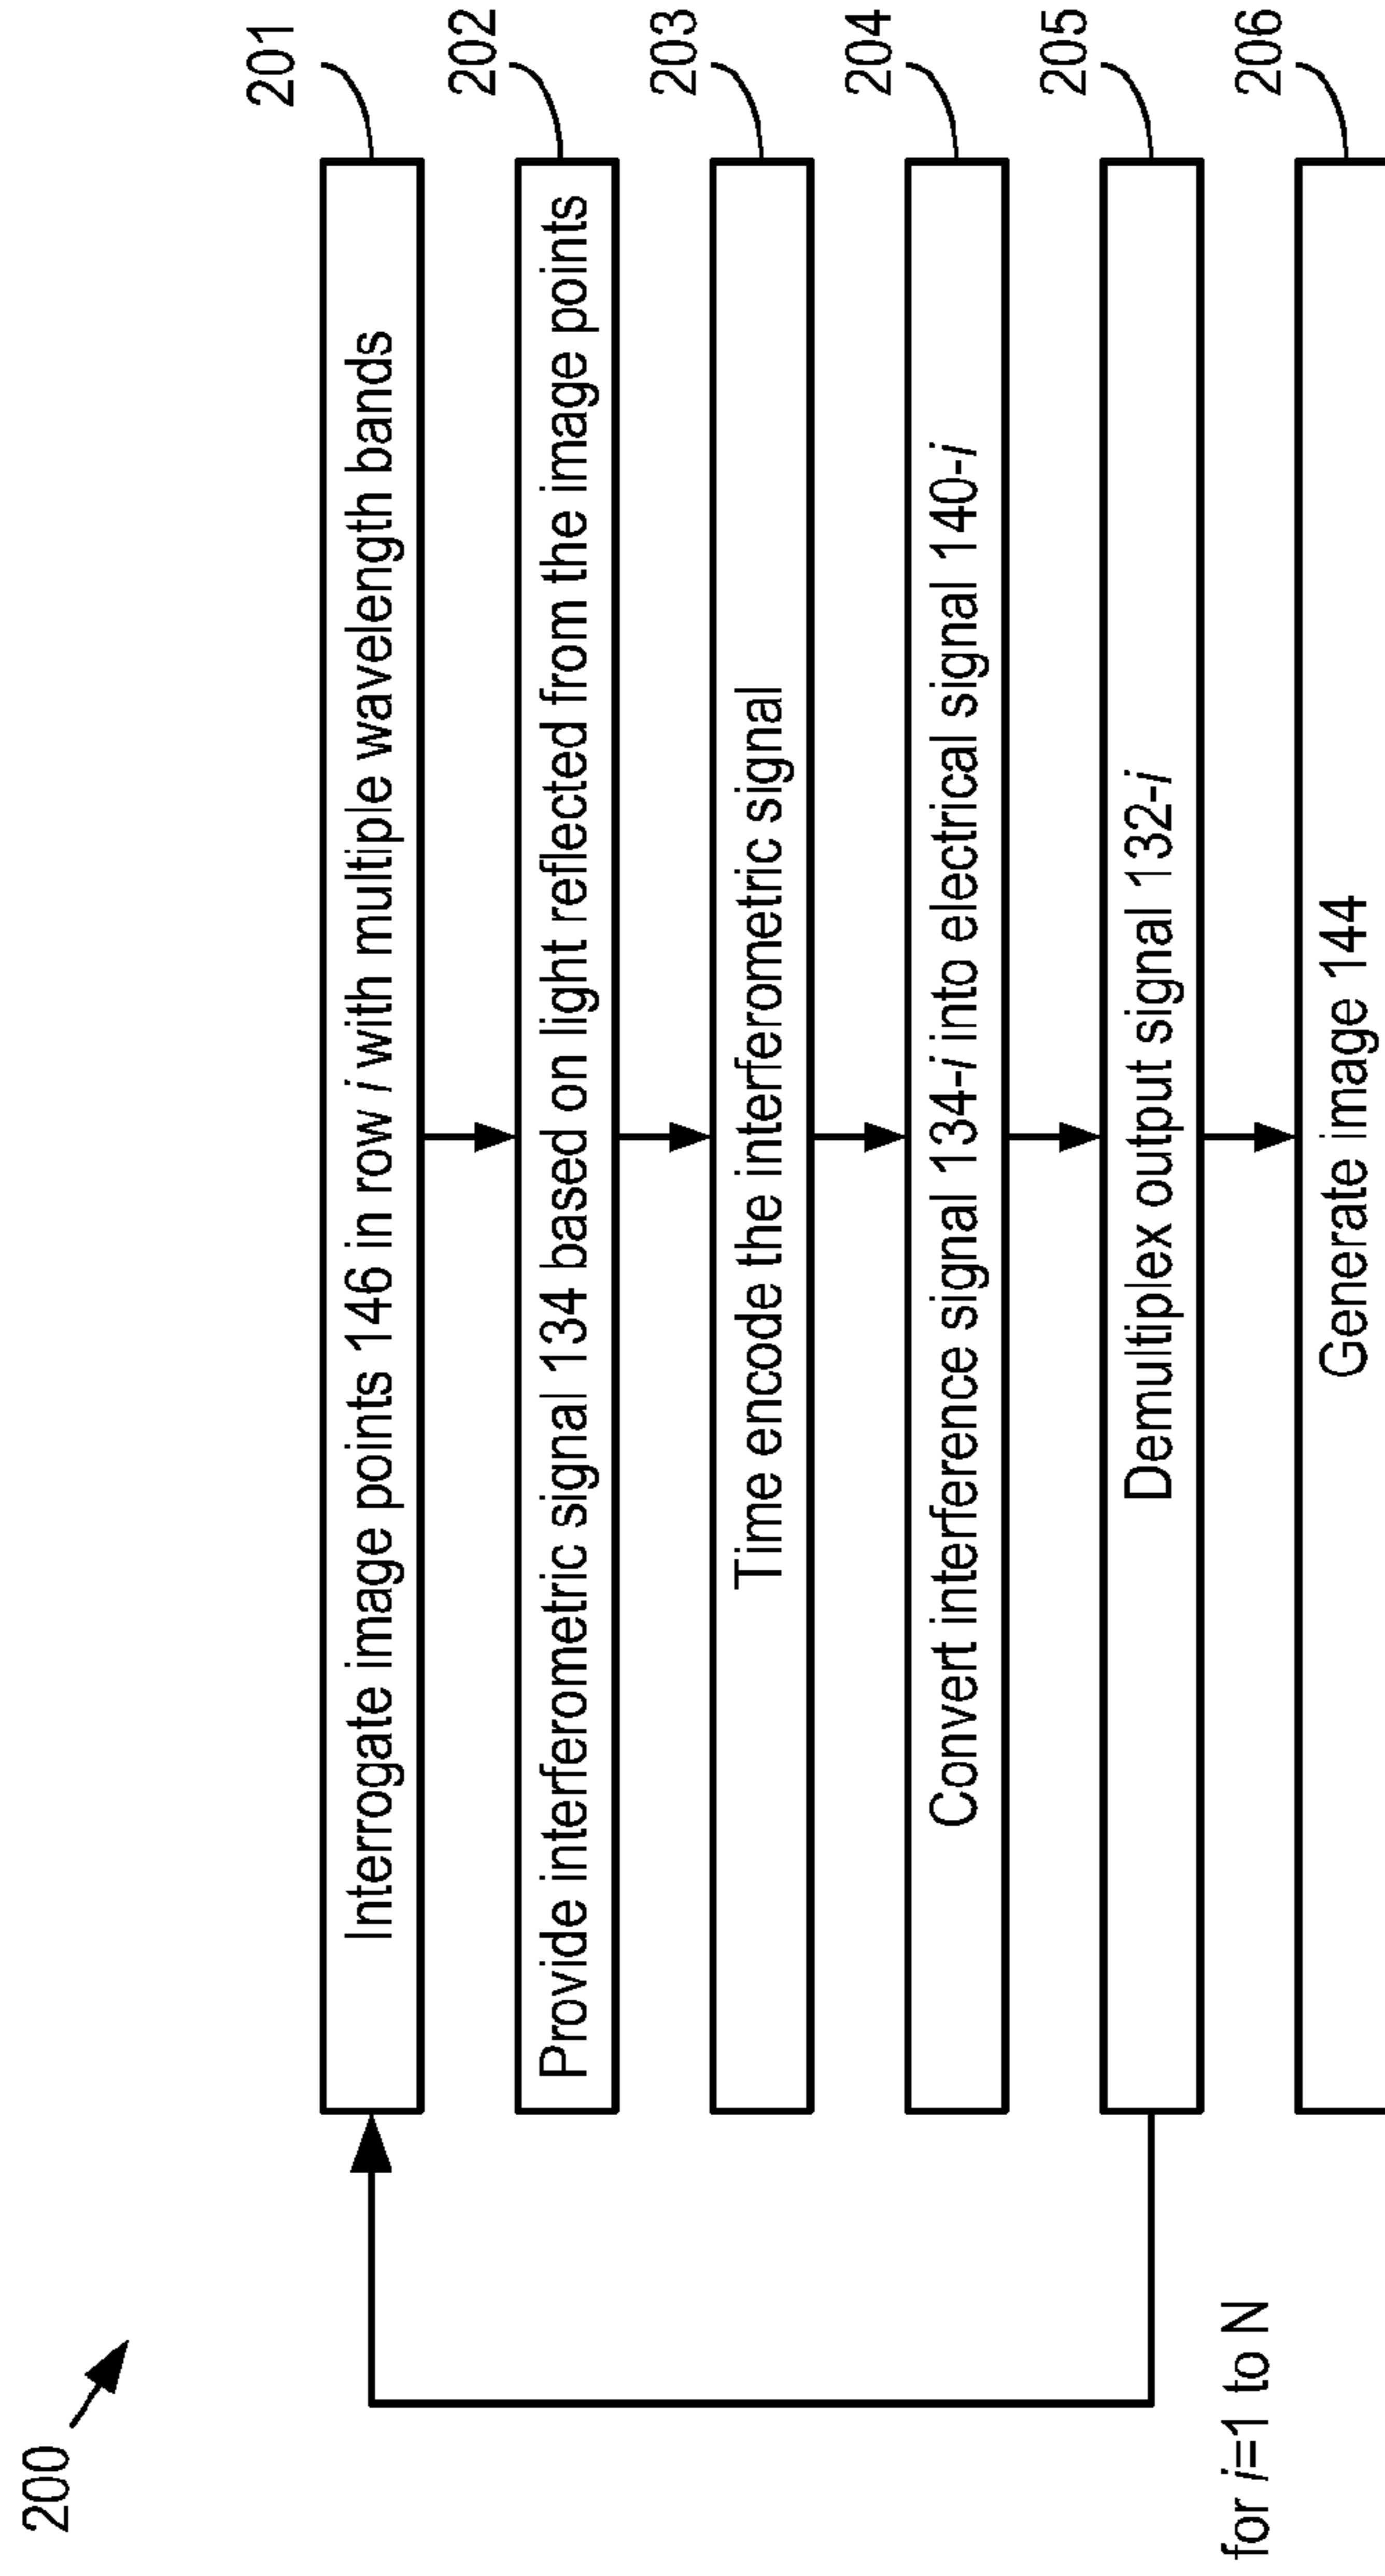 200
201
Interrogate image points 146 in row i with multiple wavelength bands
202
Provide interferometric signal 134 based on light reflected from the image points
203
Time encode the interferometric signal
204
Convert interference signal 134-i into electrical signal 140-i
205
Demultiplex output signal 132-i
for i=1 to N
206
Generate image 144